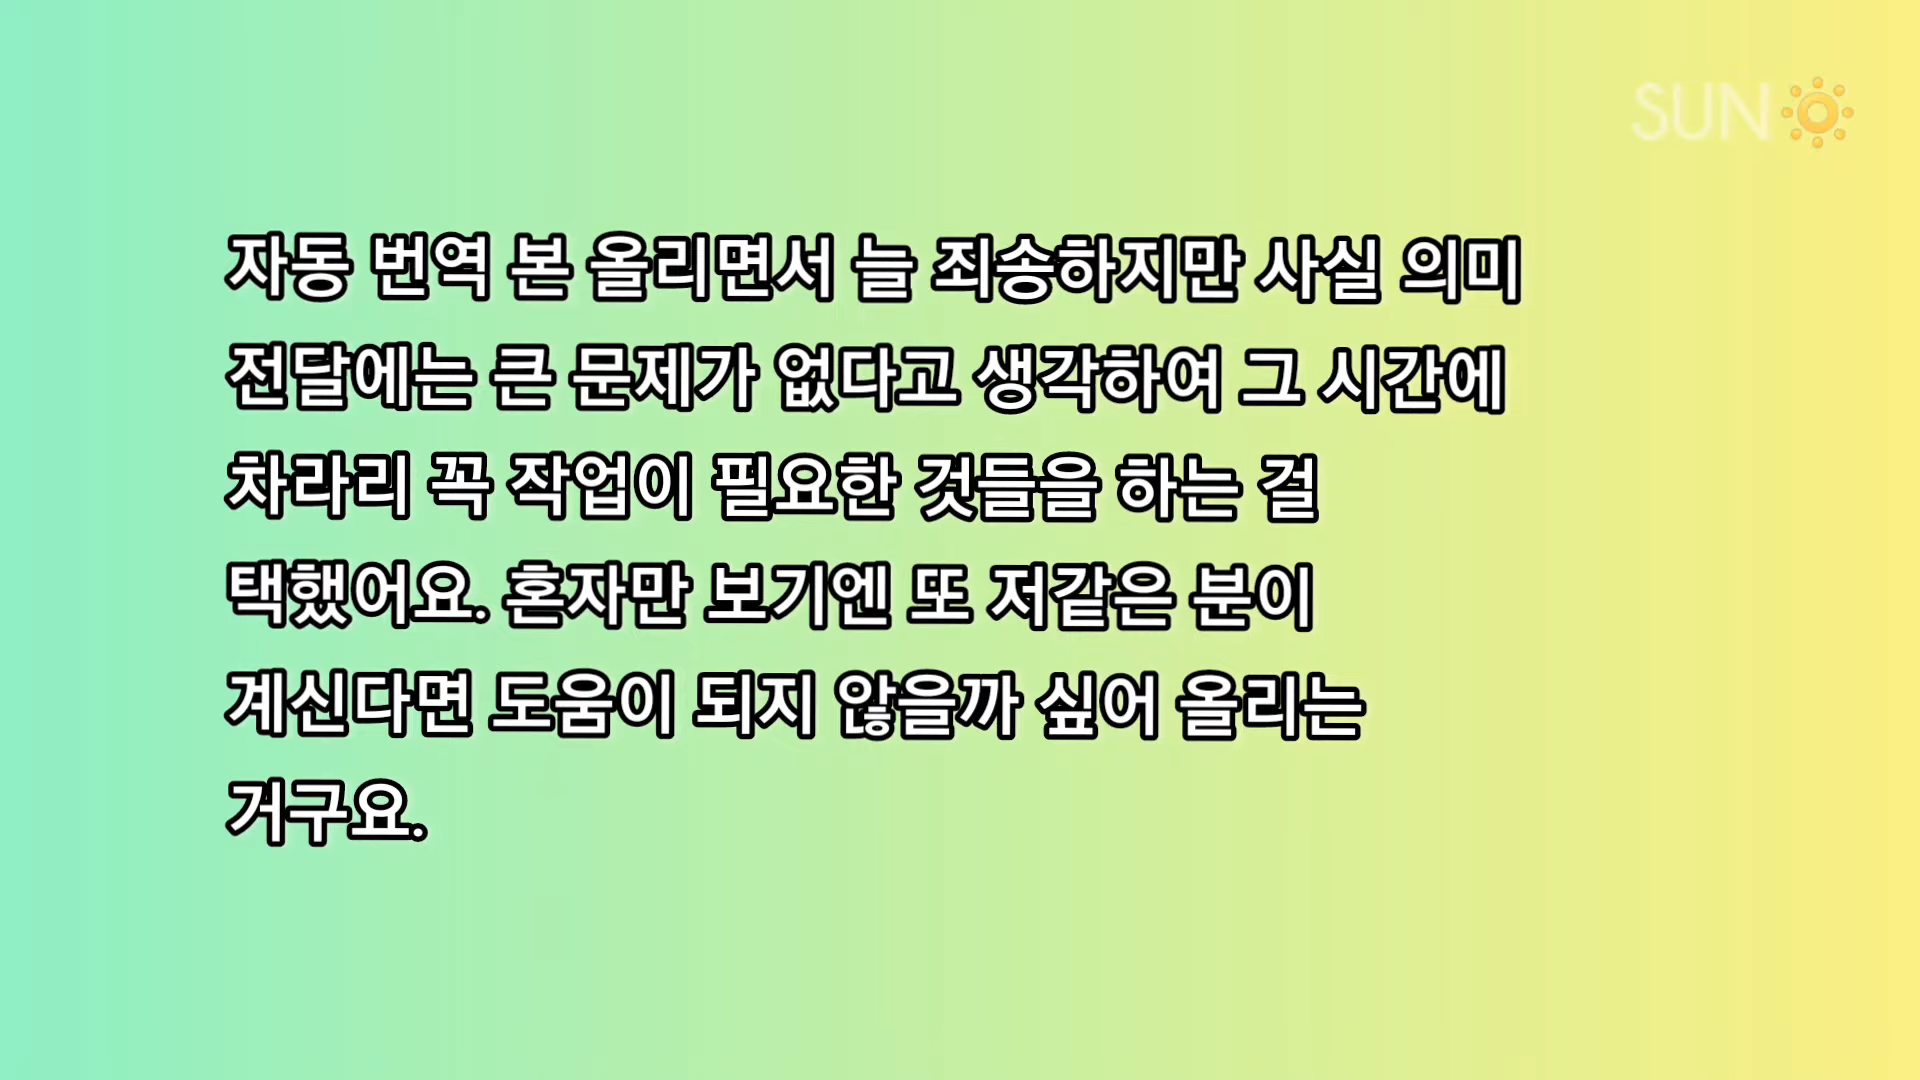 SUN
자동 번역 본 올리면서 늘 죄송하지만 사실 의미
전달에는 큰 문제가 없다고 생각하여 그 시간에
차라리 꼭 작업이 필요한 것들을 하는 걸
택했어요. 혼자만 보기엔 또 저같은 분이
계신다면 도움이 되지 않을까 싶어 올리는
거구요.